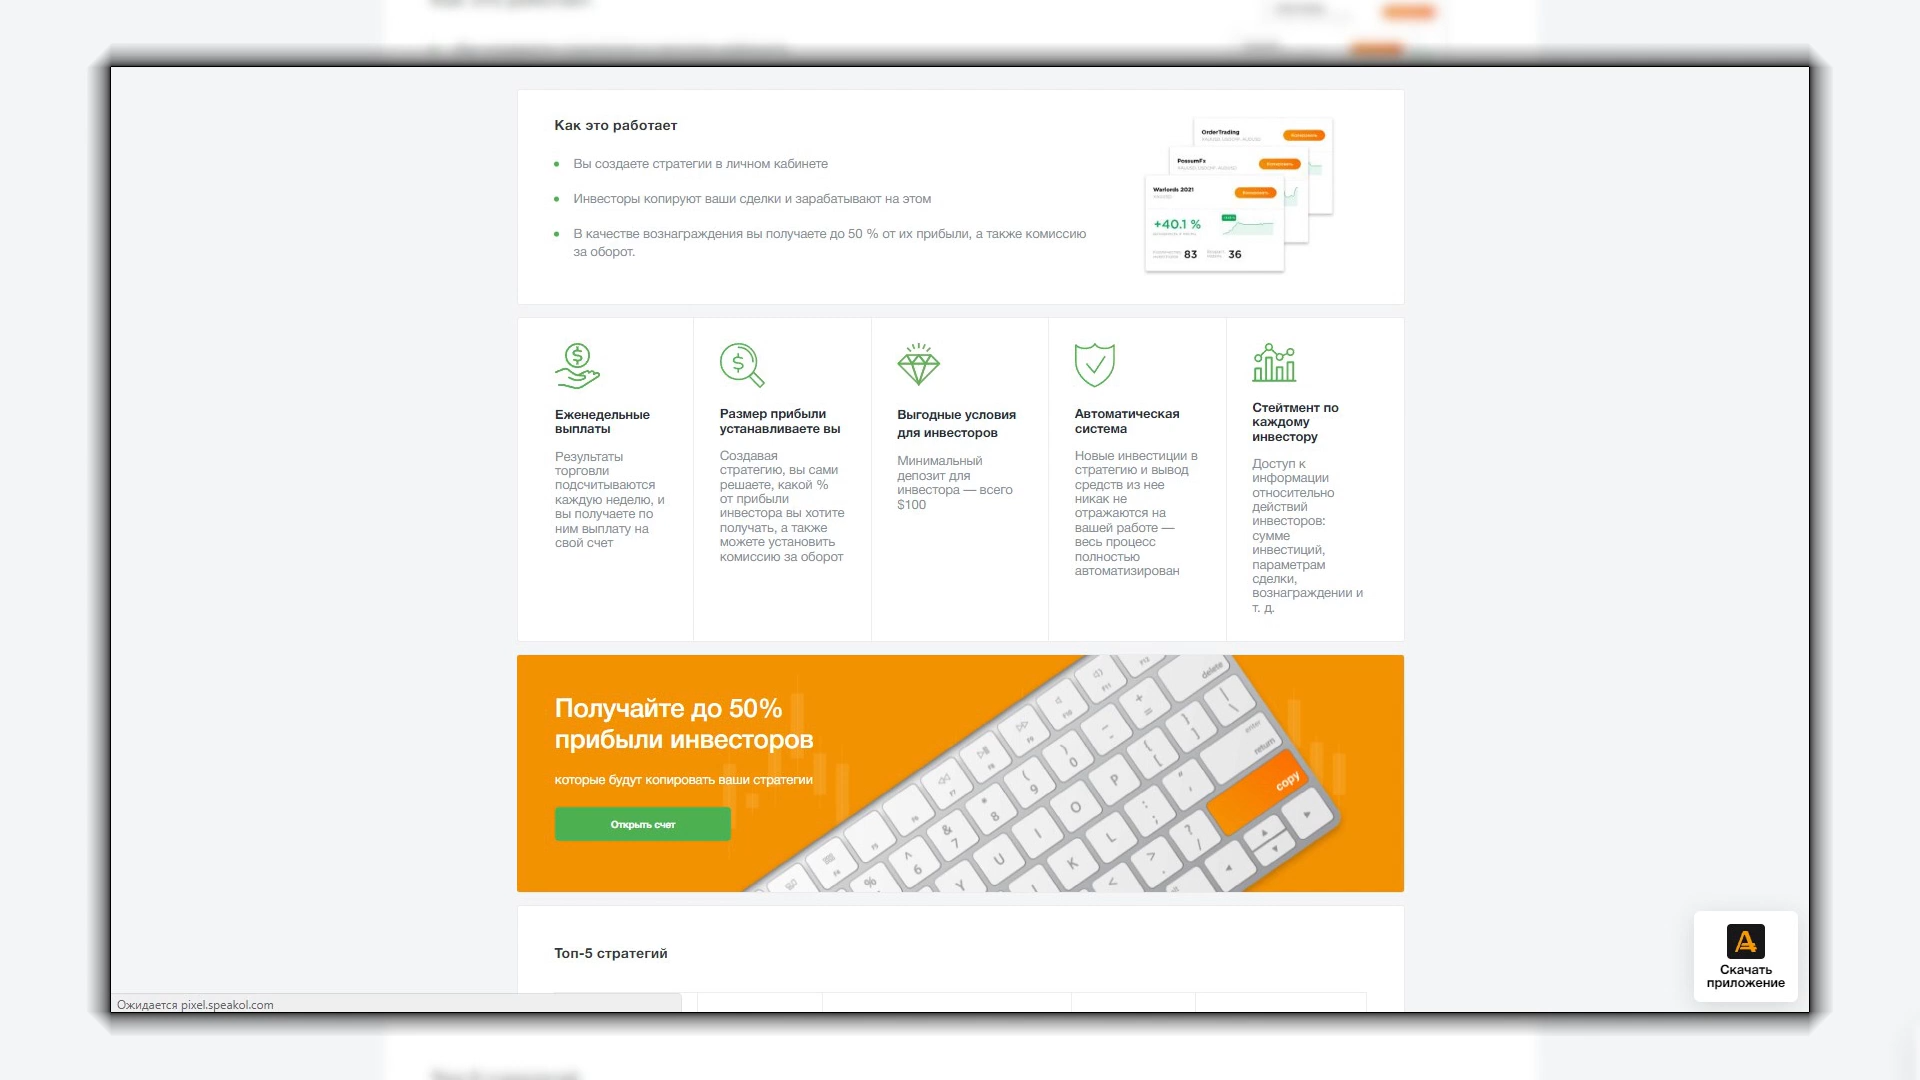 Как это работает
Вы создаете стратегии в личном кабинете
Инвесторы копируют ваши сделки и зарабатывают на этом
В качестве вознаграждения вы получаете до 50 % от их прибыли, а также комиссию
за оборот.
OrderTrading
PossumFx
Warlords 2021
+40.1 %
83
36
Еженедельные
выплаты
Результаты
торговли
подсчитываются
каждую неделю, и
вы получаете по
ним выплату на
свой счет
Размер прибыли
устанавливаете вы
Создавая
стратегию, вы сами
решаете, какой %
от прибыли
инвестора вы хотите
получать, а также
можете установить
комиссию за оборот
Выгодные условия
для инвесторов
Минимальный
депозит для
инвестора — всего
$100
Автоматическая
система
Новые инвестиции в
стратегию и вывод
средств из нее
никак не
отражаются на
вашей работе —
весь процесс
полностью
автоматизирован
Стейтмент по
каждому
инвестору
Доступ к
информации
относительно
действий
инвесторов:
сумме
инвестиций,
параметрам
сделки,
вознаграждении и
т. д.
Получайте до 50%
прибыли инвесторов
которые будут копировать ваши стратегии
Открыть счет
delete
enter
return
copy
Топ-5 стратегий
Скачать
приложение
Ожидается pixel.speakol.com